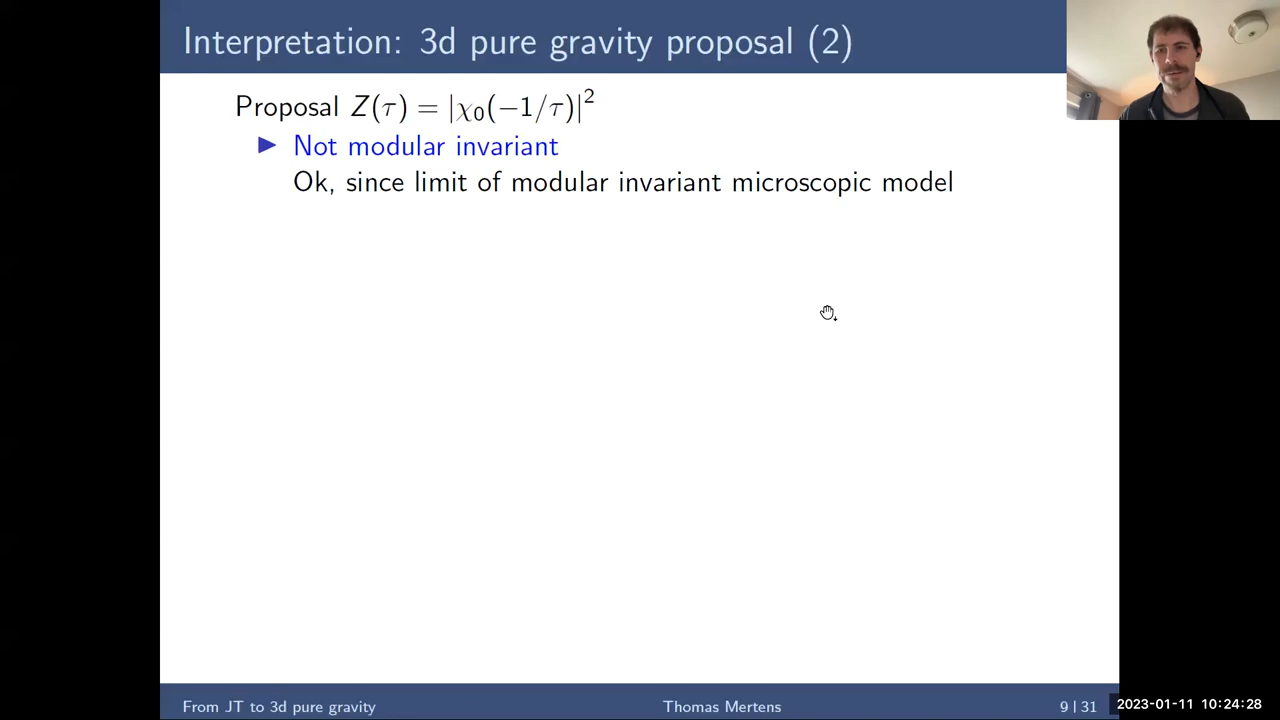 Interpretation: 3d pure gravity proposal (2)
Proposal Z(τ) = |χ₀(−1/τ)|²
▶ Not modular invariant
Ok, since limit of modular invariant microscopic model
From JT to 3d pure gravity Thomas Mertens 9 | 31
2023-01-11 10:24:28